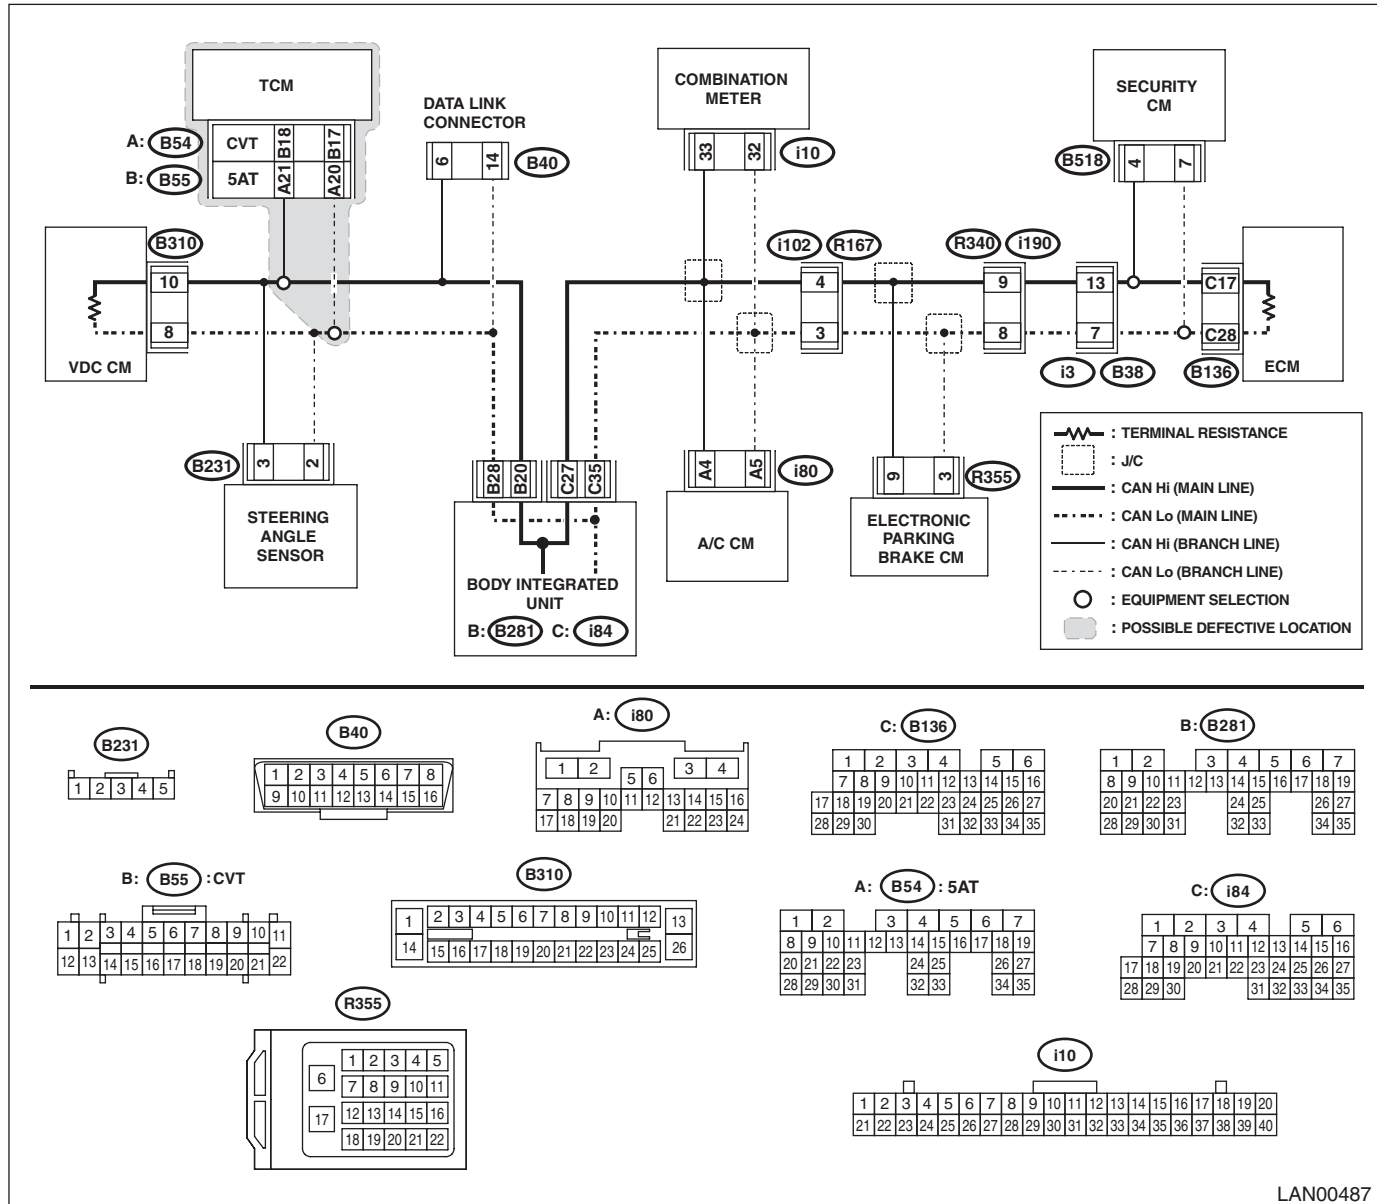 TCM
A: B54 CVT B18 B17
B: B55 5AT A21 A20
DATA LINK
CONNECTOR
6 14 B40
COMBINATION
METER
33 32 i10
SECURITY
CM
B518 4 7
B310
i102 R167
R340 i190
10
8
VDC CM
4
3
9
8
13
7
i3 B38
C17
C28
B136
ECM
B231 3 2
STEERING
ANGLE
SENSOR
B28 B20 C27 C35
BODY INTEGRATED
UNIT
B: B281 C: i84
A4 A5 i80
A/C CM
9 3 R355
ELECTRONIC
PARKING
BRAKE CM
: TERMINAL RESISTANCE
: J/C
: CAN Hi (MAIN LINE)
: CAN Lo (MAIN LINE)
: CAN Hi (BRANCH LINE)
: CAN Lo (BRANCH LINE)
: EQUIPMENT SELECTION
: POSSIBLE DEFECTIVE LOCATION
B231
1 2 3 4 5
B40
1 2 3 4 5 6 7 8
9 10 11 12 13 14 15 16
A: i80
1 2 5 6 3 4
7 8 9 10 11 12 13 14 15 16
17 18 19 20 21 22 23 24
C: B136
1 2 3 4 5 6
7 8 9 10 11 12 13 14 15 16
17 18 19 20 21 22 23 24 25 26 27
28 29 30 31 32 33 34 35
B: B281
1 2 3 4 5 6 7
8 9 10 11 12 13 14 15 16 17 18 19
20 21 22 23 24 25 26 27
28 29 30 31 32 33 34 35
B: B55 :CVT
1 2 3 4 5 6 7 8 9 10 11
12 13 14 15 16 17 18 19 20 21 22
B310
1 2 3 4 5 6 7 8 9 10 11 12 13
14 15 16 17 18 19 20 21 22 23 24 25 26
A: B54 : 5AT
1 2 3 4 5 6 7
8 9 10 11 12 13 14 15 16 17 18 19
20 21 22 23 24 25 26 27
28 29 30 31 32 33 34 35
C: i84
1 2 3 4 5 6
7 8 9 10 11 12 13 14 15 16
17 18 19 20 21 22 23 24 25 26 27
28 29 30 31 32 33 34 35
R355
1 2 3 4 5
6
7 8 9 10 11
12 13 14 15 16
17
18 19 20 21 22
i10
1 2 3 4 5 6 7 8 9 10 11 12 13 14 15 16 17 18 19 20
21 22 23 24 25 26 27 28 29 30 31 32 33 34 35 36 37 38 39 40
LAN00487